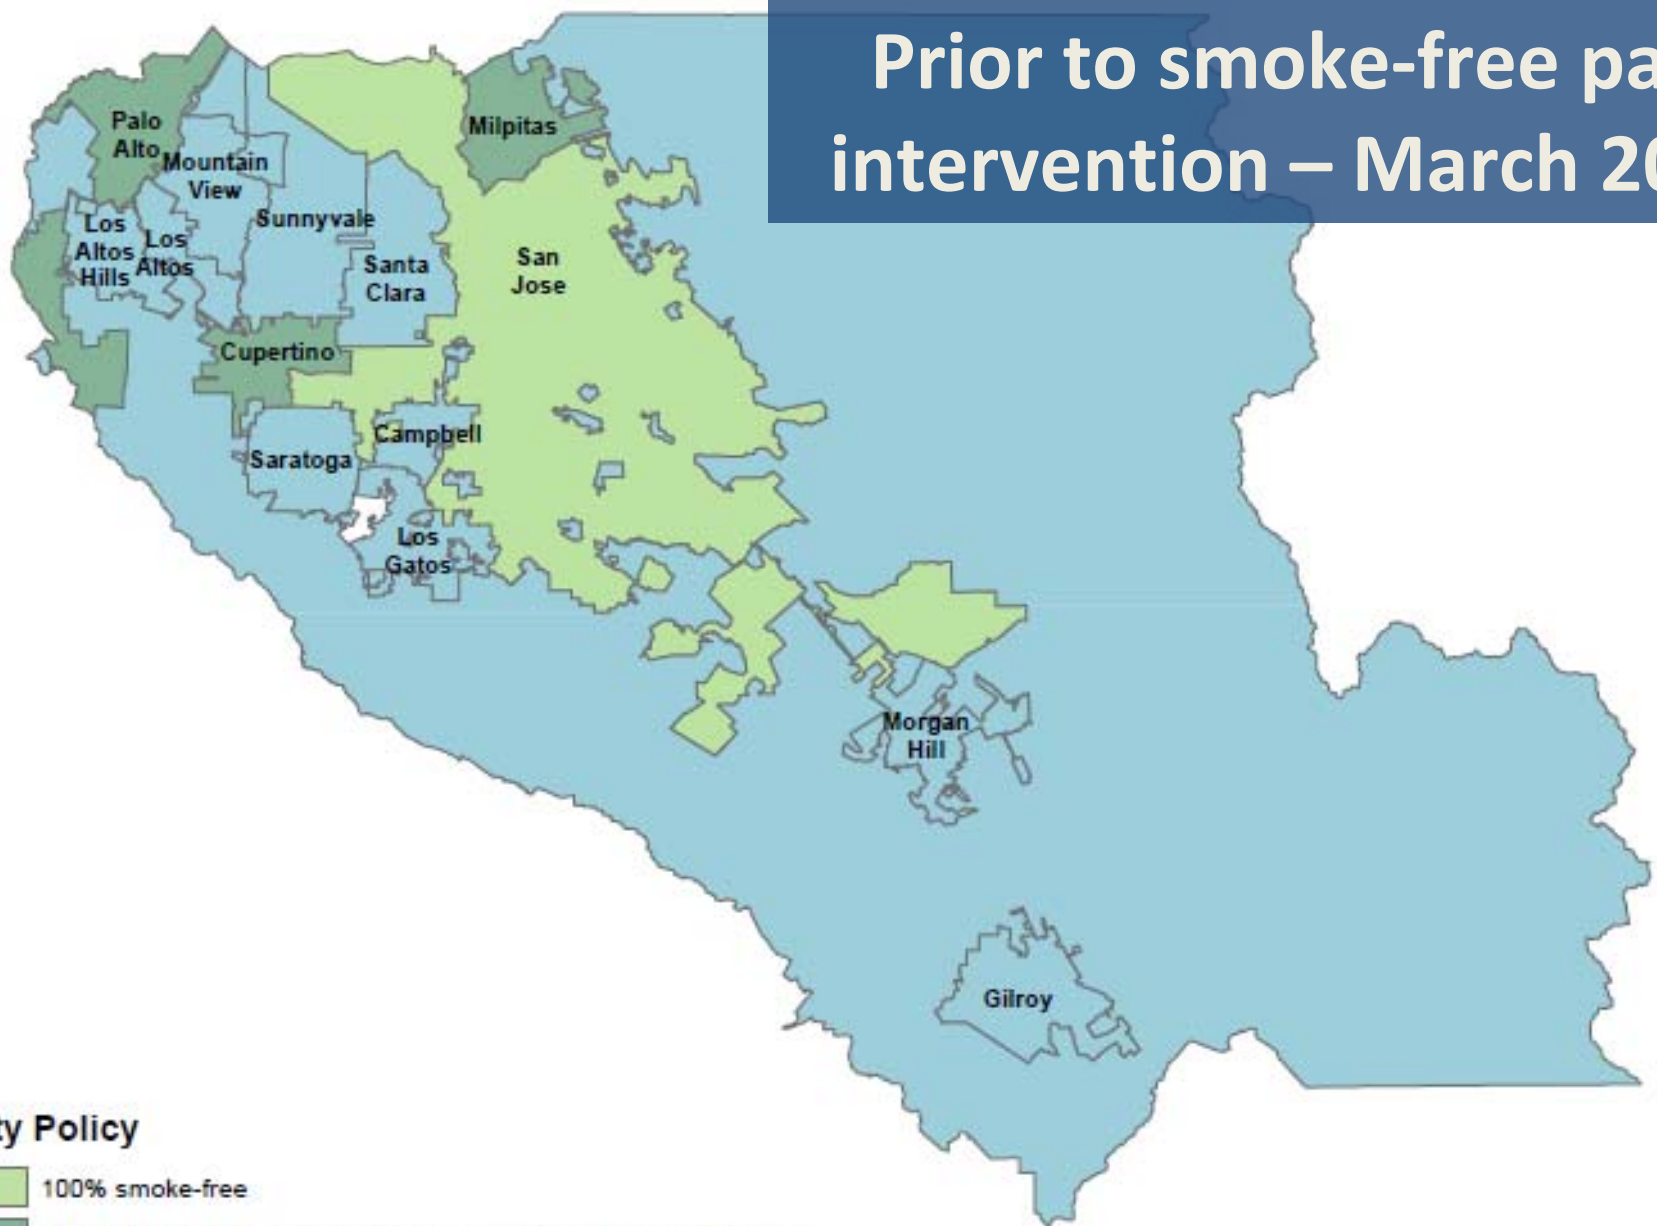 Prior to smoke-free pa
intervention – March 20
Palo
Alto
Mountain
View
Milpitas
Los
Altos
Hills
Los
Altos
Sunnyvale
Santa
Clara
San
Jose
Cupertino
Campbell
Saratoga
Los
Gatos
Morgan
Hill
Gilroy
ty Policy
100% smoke-free